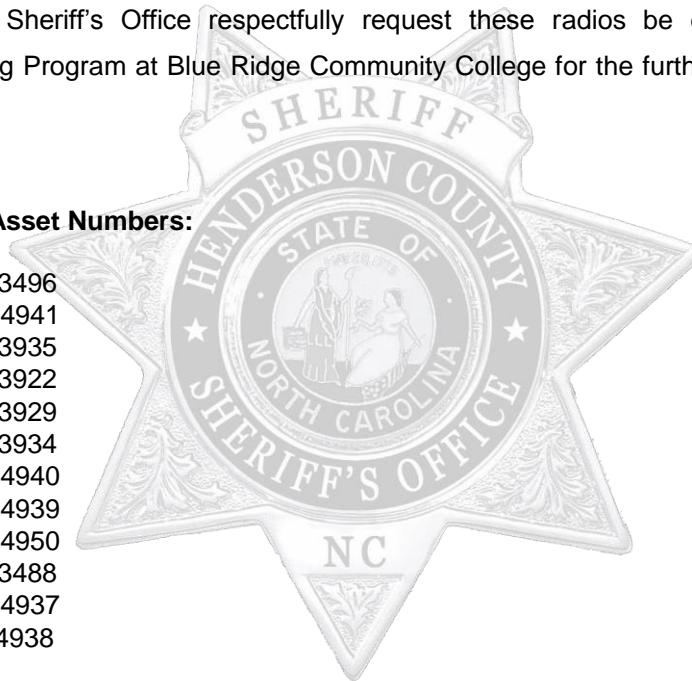 Sheriff’s Office respectfully request these radios be
g Program at Blue Ridge Community College for the furth
SHERIFF
HENDERSON COUNTY
STATE OF
NORTH CAROLINA
SHERIFF'S OFFICE
NC
Asset Numbers:
3496
4941
3935
3922
3929
3934
4940
4939
4950
3488
4937
4938